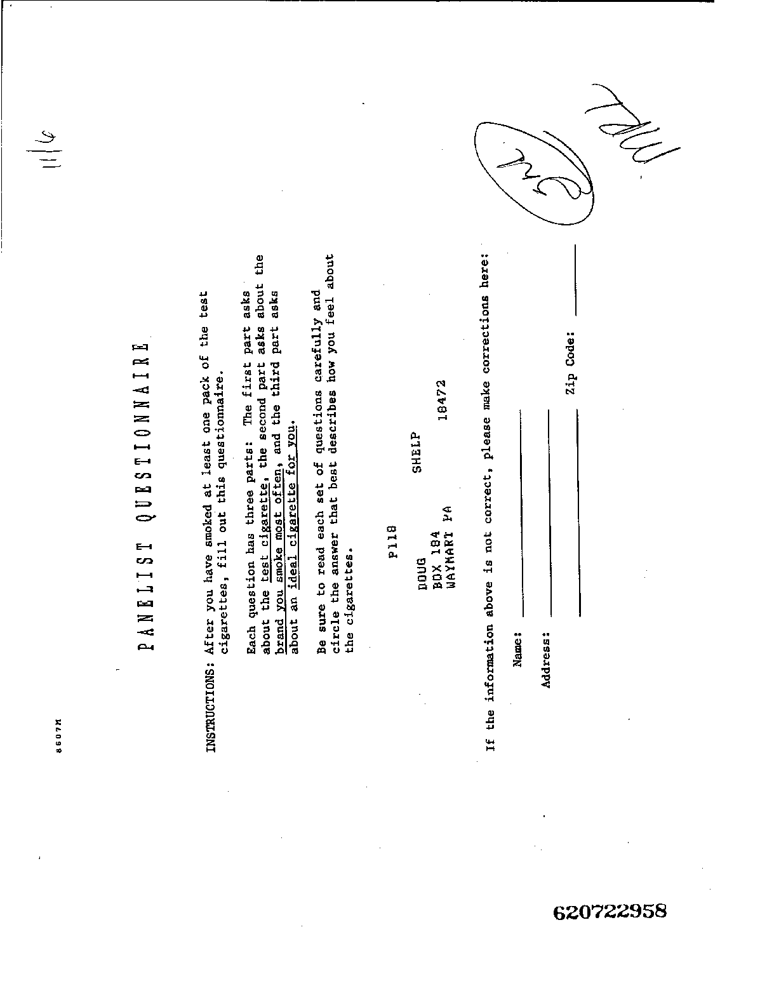 8607M
11/6
PANELIST QUESTIONNAIRE
INSTRUCTIONS: After you have smoked at least one pack of the test
cigarettes, fill out this questionnaire.
Each question has three parts: The first part asks
about the test cigarette, the second part asks about the
brand you smoke most often, and the third part asks
about an ideal cigarette for you.
Be sure to read each set of questions carefully and
circle the answer that best describes how you feel about
the cigarettes.
P118
DOUG SHELP
BOX 184
WAYMART PA 18472
If the information above is not correct, please make corrections here:
Name:
Address:
Zip Code:
MRL
620722958